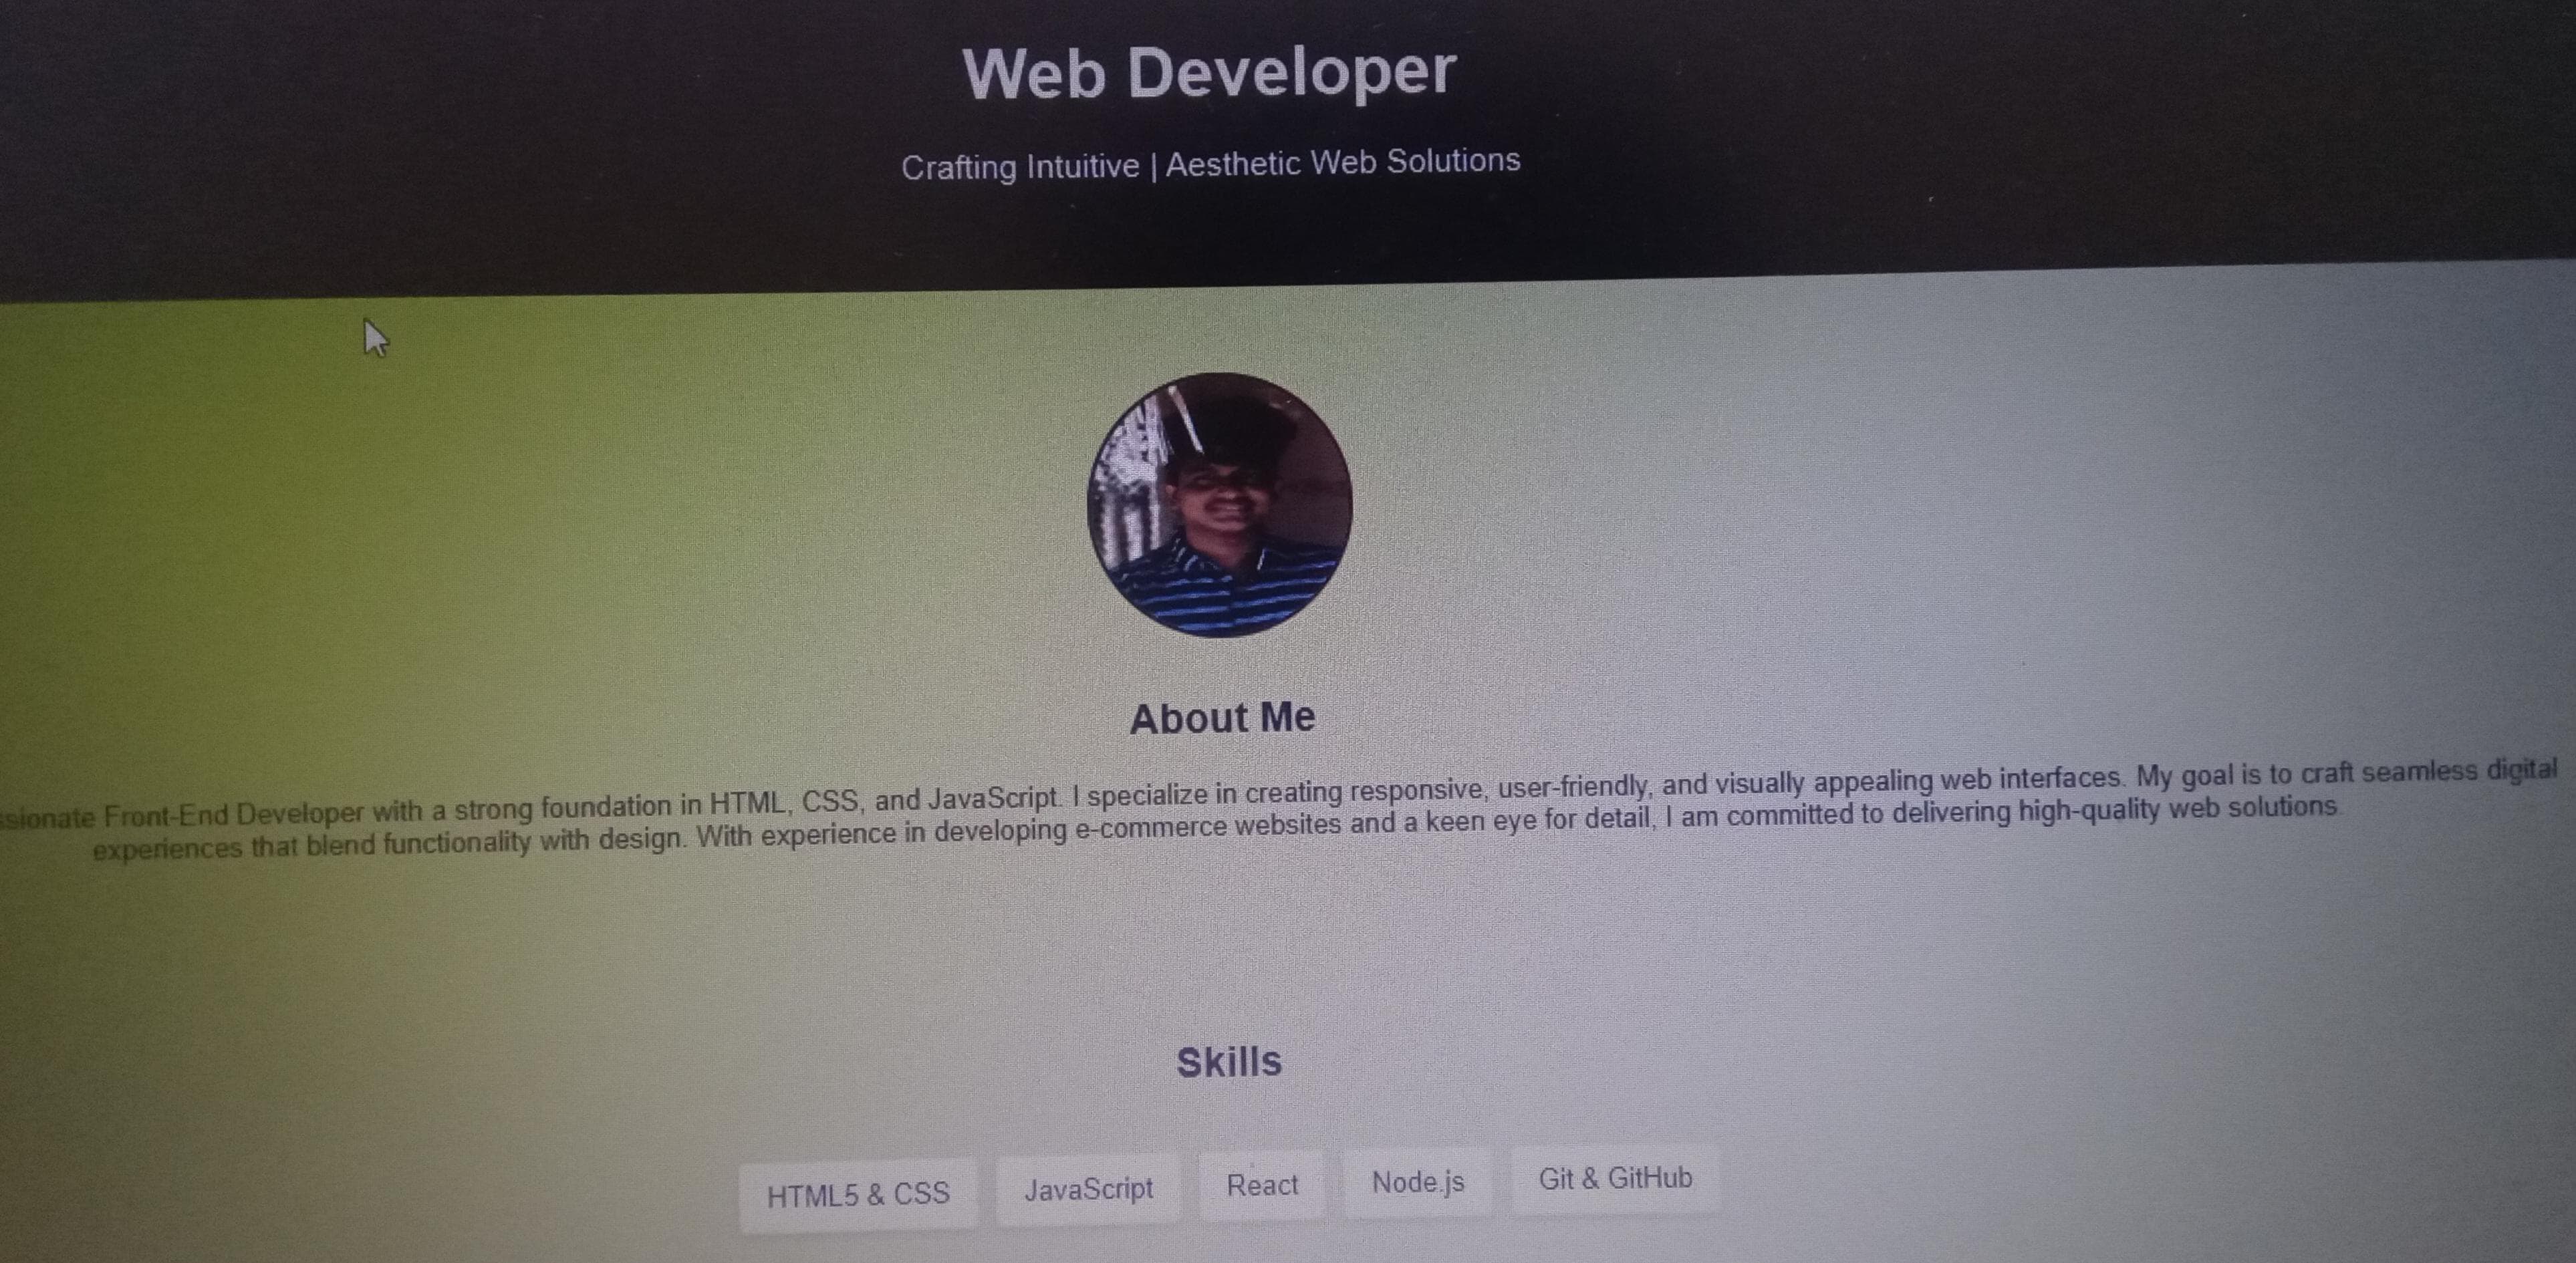 Web Developer
Crafting Intuitive | Aesthetic Web Solutions
About Me
Front-End Developer with a strong foundation in HTML, CSS, and JavaScript. I specialize in creating responsive, user-friendly, and visually appealing web interfaces. My goal is to craft seamless digital
experiences that blend functionality with design. With experience in developing e-commerce websites and a keen eye for detail, I am committed to delivering high-quality web solutions.
Skills
HTML5 & CSS
JavaScript
React
Node.js
Git & GitHub